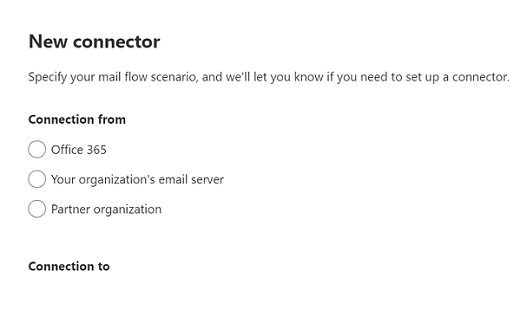 New connector
Specify your mail flow scenario, and we'll let you know if you need to set up a connector.
Connection from
Office 365
Your organization's email server
Partner organization
Connection to